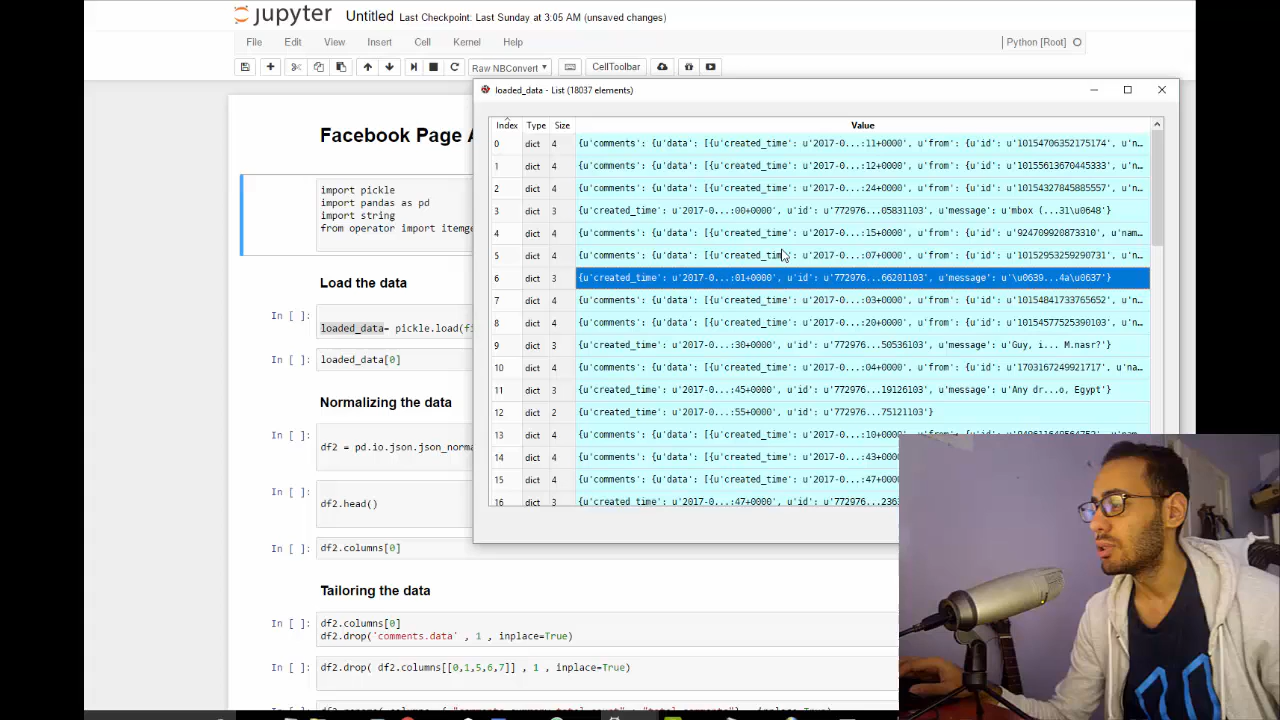 jupyter Untitled Last Checkpoint: Last Sunday at 3:05 AM (unsaved changes)
File Edit View Insert Cell Kernel Help Python [Root]
Raw NBConvert CellToolbar
loaded_data - List (18037 elements)
Index Type Size Value
0 dict 4 {u'comments': {u'data': [{u'created_time': u'2017-0...:11+0000', u'from': {u'id': u'10154706352175174', u'n…
1 dict 4 {u'comments': {u'data': [{u'created_time': u'2017-0...:12+0000', u'from': {u'id': u'10155613670445333', u'n…
2 dict 4 {u'comments': {u'data': [{u'created_time': u'2017-0...:24+0000', u'from': {u'id': u'10154327845885557', u'n…
3 dict 3 {u'created_time': u'2017-0...:00+0000', u'id': u'772976...05831103', u'message': u'mbox (...31\u0648'}
4 dict 4 {u'comments': {u'data': [{u'created_time': u'2017-0...:15+0000', u'from': {u'id': u'924709920873310', u'nam…
5 dict 4 {u'comments': {u'data': [{u'created_time': u'2017-0...:07+0000', u'from': {u'id': u'10152953259290731', u'n…
6 dict 3 {u'created_time': u'2017-0...:01+0000', u'id': u'772976...66201103', u'message': u'\u0639...4a\u0637'}
7 dict 4 {u'comments': {u'data': [{u'created_time': u'2017-0...:03+0000', u'from': {u'id': u'10154841733765652', u'n…
8 dict 4 {u'comments': {u'data': [{u'created_time': u'2017-0...:20+0000', u'from': {u'id': u'10154577525390103', u'n…
9 dict 3 {u'created_time': u'2017-0...:30+0000', u'id': u'772976...50536103', u'message': u'Guy, i... M.nasr?'}
10 dict 4 {u'comments': {u'data': [{u'created_time': u'2017-0...:04+0000', u'from': {u'id': u'1703167249921717', u'na…
11 dict 3 {u'created_time': u'2017-0...:45+0000', u'id': u'772976...19126103', u'message': u'Any dr...o, Egypt'}
12 dict 2 {u'created_time': u'2017-0...:55+0000', u'id': u'772976...75121103'}
13 dict 4 {u'comments': {u'data': [{u'created_time': u'2017-0...:10+0000', u'from': {u'id':
14 dict 4 {u'comments': {u'data': [{u'created_time': u'2017-0...:43+0000',
15 dict 4 {u'comments': {u'data': [{u'created_time': u'2017-0...:47+0000',
16 dict 3 {u'created_time': u'2017-0...:47+0000', u'id': u'772976...2363
Facebook Page A
import pickle
import pandas as pd
import string
from operator import itemge
Load the data
In [ ]: loaded_data= pickle.load(fi
In [ ]: loaded_data[0]
Normalizing the data
In [ ]: df2 = pd.io.json.json_norma
In [ ]: df2.head()
In [ ]: df2.columns[0]
Tailoring the data
In [ ]: df2.columns[0]
df2.drop('comments.data' , 1 , inplace=True)
In [ ]: df2.drop( df2.columns[[0,1,5,6,7]] , 1 , inplace=True)